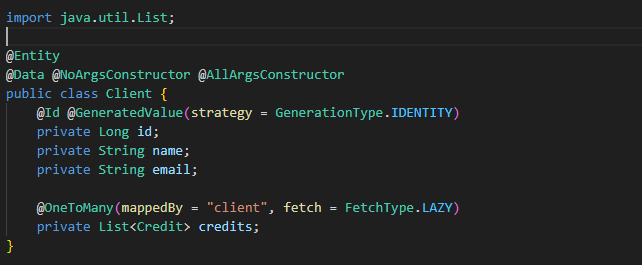 import java.util.List;
@Entity
@Data @NoArgsConstructor @AllArgsConstructor
public class Client {
    @Id @GeneratedValue(strategy = GenerationType.IDENTITY)
    private Long id;
    private String name;
    private String email;
    @OneToMany(mappedBy = "client", fetch = FetchType.LAZY)
    private List<Credit> credits;
}